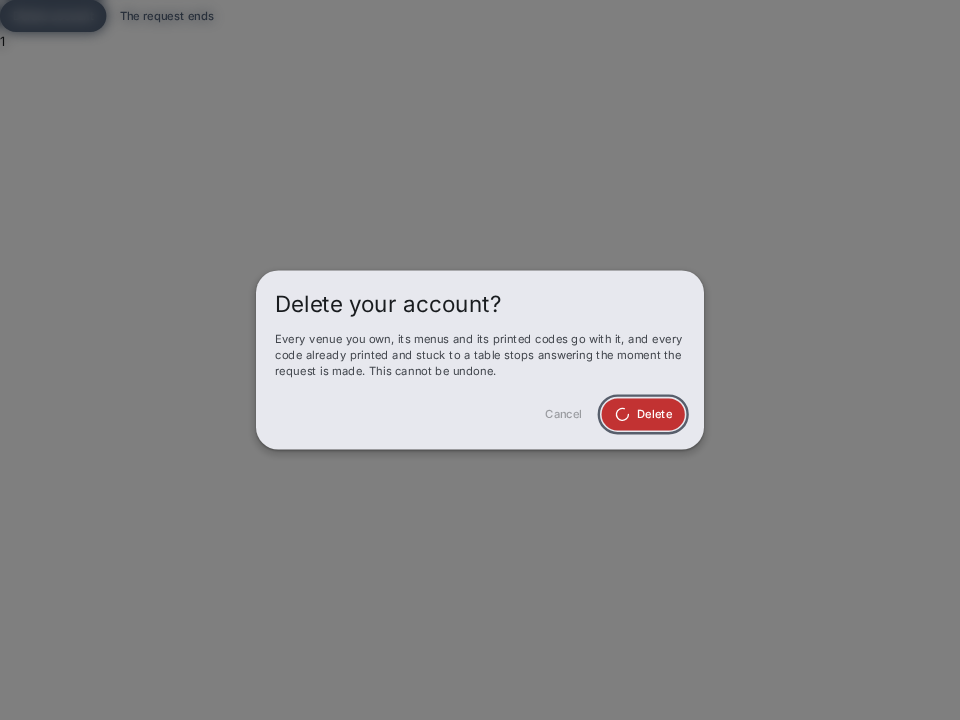 The request ends
1
Delete your account?
Every venue you own, its menus and its printed codes go with it, and every
code already printed and stuck to a table stops answering the moment the
request is made. This cannot be undone.
Cancel
Delete